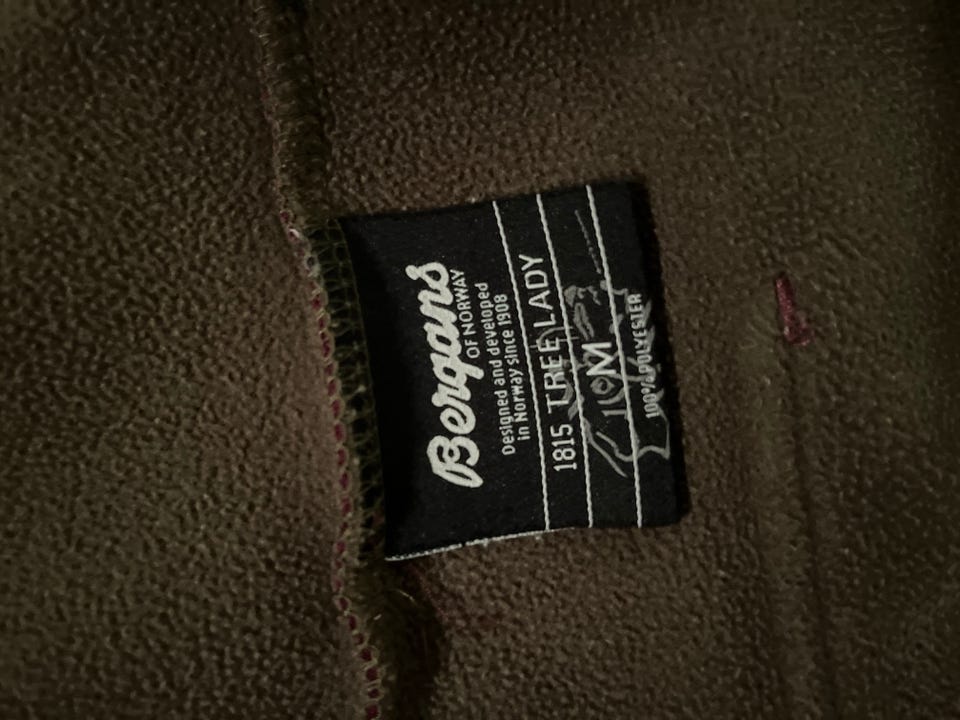 Bergans
OF NORWAY
Designed and developed
in Norway since 1908
1815 TREE LADY
M
100% POLYESTER